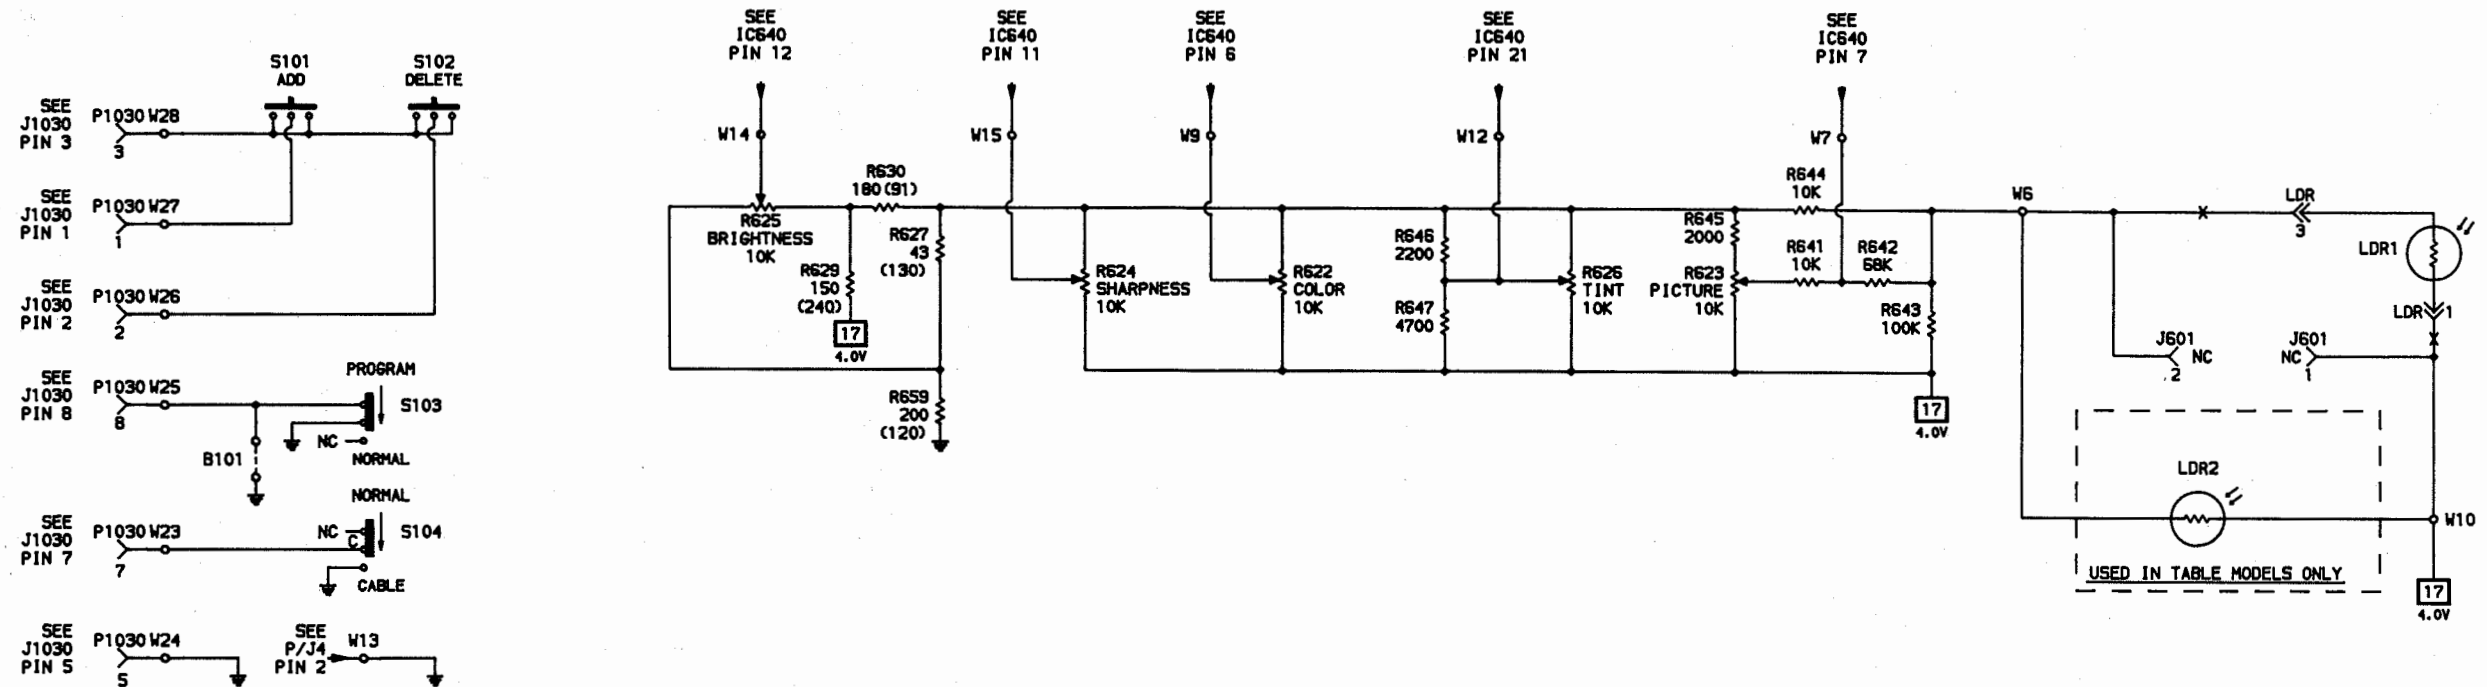 SEE
IC640
PIN 12
SEE
IC640
PIN 11
SEE
IC640
PIN 6
SEE
IC640
PIN 21
SEE
IC640
PIN 7
S101
ADD
S102
DELETE
SEE
J1030
PIN 3
P1030 W28
3
SEE
J1030
PIN 1
P1030 W27
1
SEE
J1030
PIN 2
P1030 W26
2
SEE
J1030
PIN 8
P1030 W25
8
PROGRAM
S103
NC
NORMAL
B101
SEE
J1030
PIN 7
P1030 W23
7
NORMAL
NC
C
S104
CABLE
SEE
J1030
PIN 5
P1030 W24
5
SEE
P/J4
PIN 2
W13
W14
W15
W9
W12
W7
R625
BRIGHTNESS
10K
R630
180(91)
R629
150
(240)
17
4.0V
R627
43
(130)
R659
200
(120)
R624
SHARPNESS
10K
R622
COLOR
10K
R646
2200
R647
4700
R626
TINT
10K
R645
2000
R623
PICTURE
10K
R644
10K
R641
10K
R642
68K
R643
100K
17
4.0V
W6
LDR
3
LDR1
LDR
1
J601
NC
2
J601
NC
1
LDR2
USED IN TABLE MODELS ONLY
W10
17
4.0V